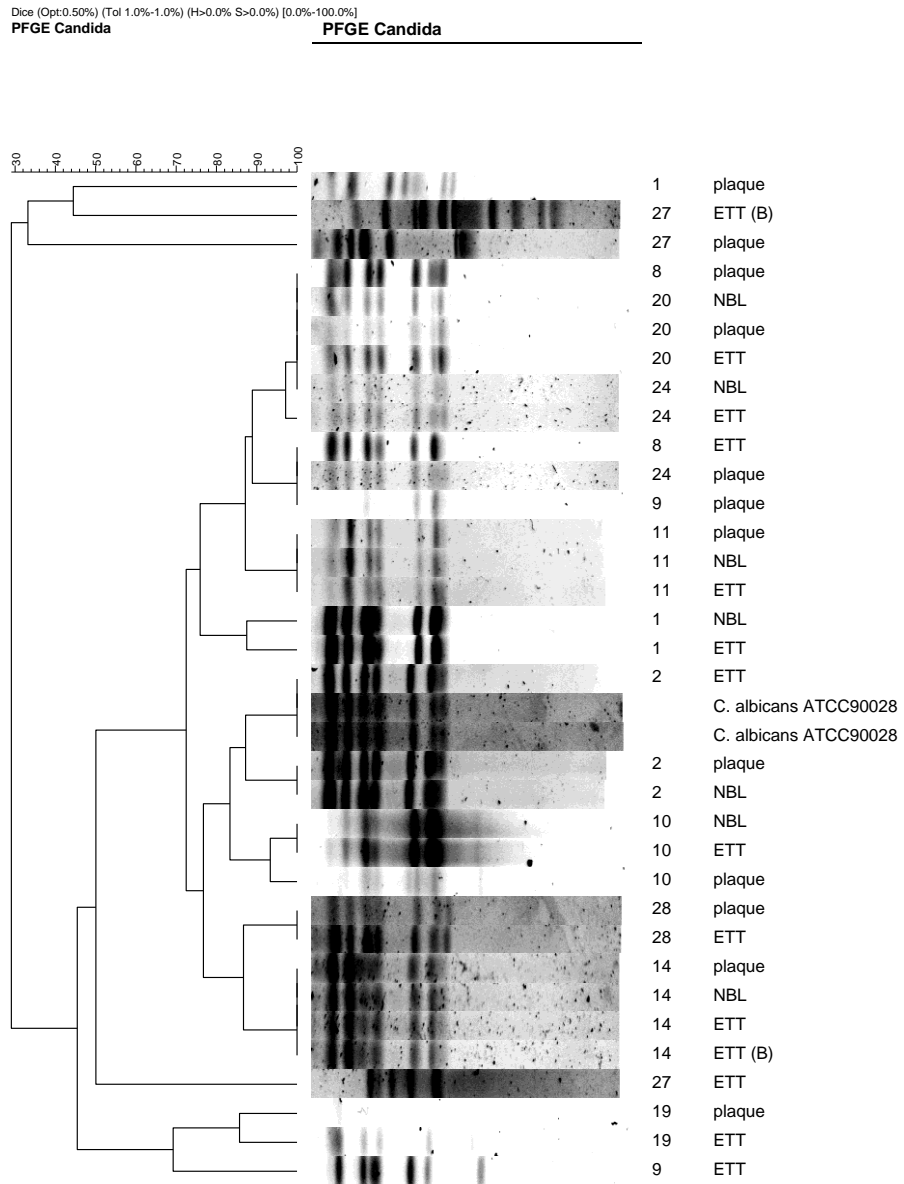 Dice (Opt:0.50%) (Tol 1.0%-1.0%) (H>0.0% S>0.0%) [0.0%-100.0%]
PFGE Candida PFGE Candida
30 40 50 60 70 80 90 100
1 plaque
27 ETT (B)
27 plaque
8 plaque
20 NBL
20 plaque
20 ETT
24 NBL
24 ETT
8 ETT
24 plaque
9 plaque
11 plaque
11 NBL
11 ETT
1 NBL
1 ETT
2 ETT
C. albicans ATCC90028
C. albicans ATCC90028
2 plaque
2 NBL
10 NBL
10 ETT
10 plaque
28 plaque
28 ETT
14 plaque
14 NBL
14 ETT
14 ETT (B)
27 ETT
19 plaque
19 ETT
9 ETT